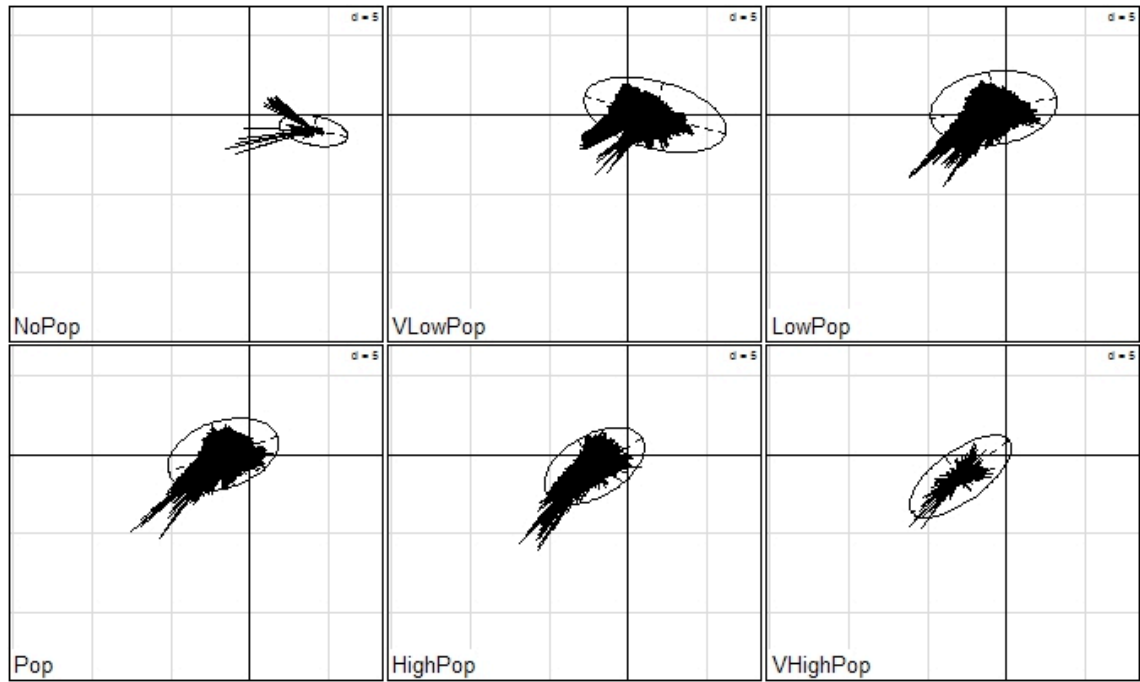 d = 5
d = 5
d = 5
NoPop
VLowPop
LowPop
d = 5
d = 5
d = 5
Pop
HighPop
VHighPop